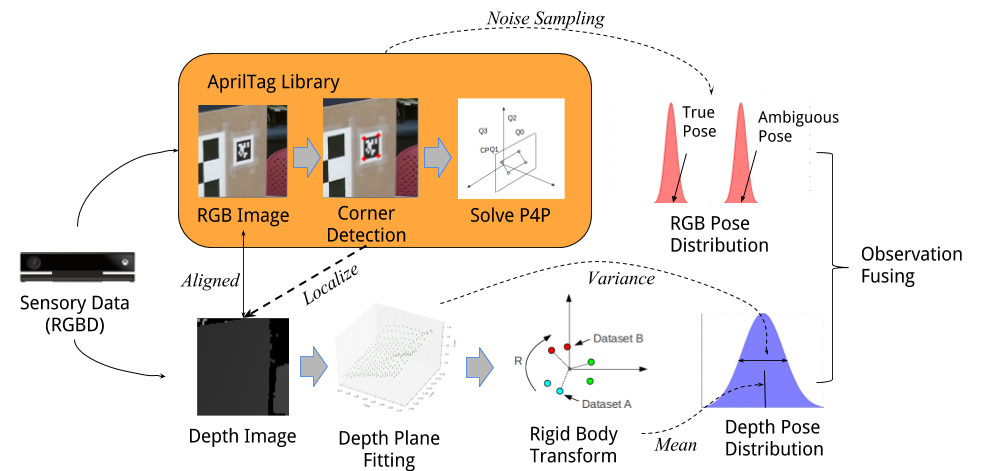 Noise Sampling
AprilTag Library
Q2
Q3
Q0
CP
Q1
True
Pose
Ambiguous
Pose
RGB Image
Corner
Detection
Solve P4P
RGB Pose
Distribution
Observation
Fusing
Aligned
Localize
Variance
Sensory Data
(RGBD)
Dataset B
R
Dataset A
Depth Image
Depth Plane
Fitting
Rigid Body
Transform
Mean
Depth Pose
Distribution